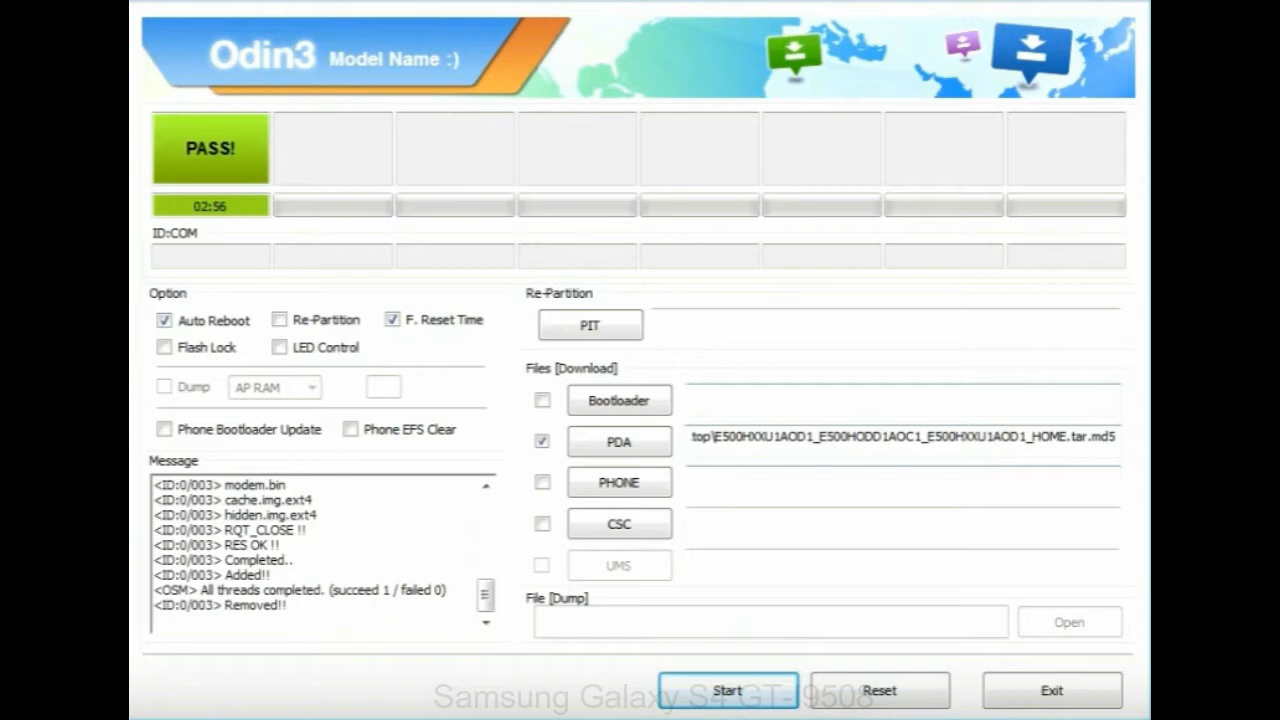 Odin3 Model Name :)
PASS!
02:56
ID:COM
Option
Auto Reboot Re-Partition F. Reset Time
Flash Lock LED Control
Dump AP RAM
Phone Bootloader Update Phone EFS Clear
Message
<ID:0/003> modem.bin
<ID:0/003> cache.img.ext4
<ID:0/003> hidden.img.ext4
<ID:0/003> RQT_CLOSE !!
<ID:0/003> RES OK !!
<ID:0/003> Completed..
<ID:0/003> Added!!
<OSM> All threads completed. (succeed 1 / failed 0)
<ID:0/003> Removed!!
Re-Partition
PIT
Files [Download]
Bootloader
PDA top\E500HXXU1AOD1_E500HODD1AOC1_E500HXXU1AOD1_HOME.tar.md5
PHONE
CSC
UMS
File [Dump]
Open
Start Reset Exit
Samsung Galaxy S4 GT-I9508